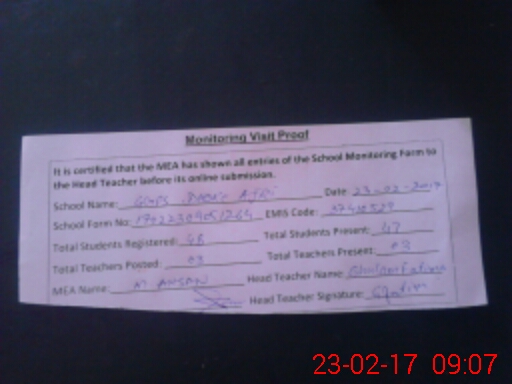 Monitoring Visit Proof
It is certified that the MEA has shown all entries of the School Monitoring Form to
the Head Teacher before its online submission.
School Name: GGPS Date 23-02-2017
School Form No:
EMIS Code:
Total Students Registered: 48 Total Students Present: 47
Total Teachers Posted: 03 Total Teachers Present: 03
MEA Name: M AHSAN Head Teacher Name:
Head Teacher Signature:
23-02-17 09:07